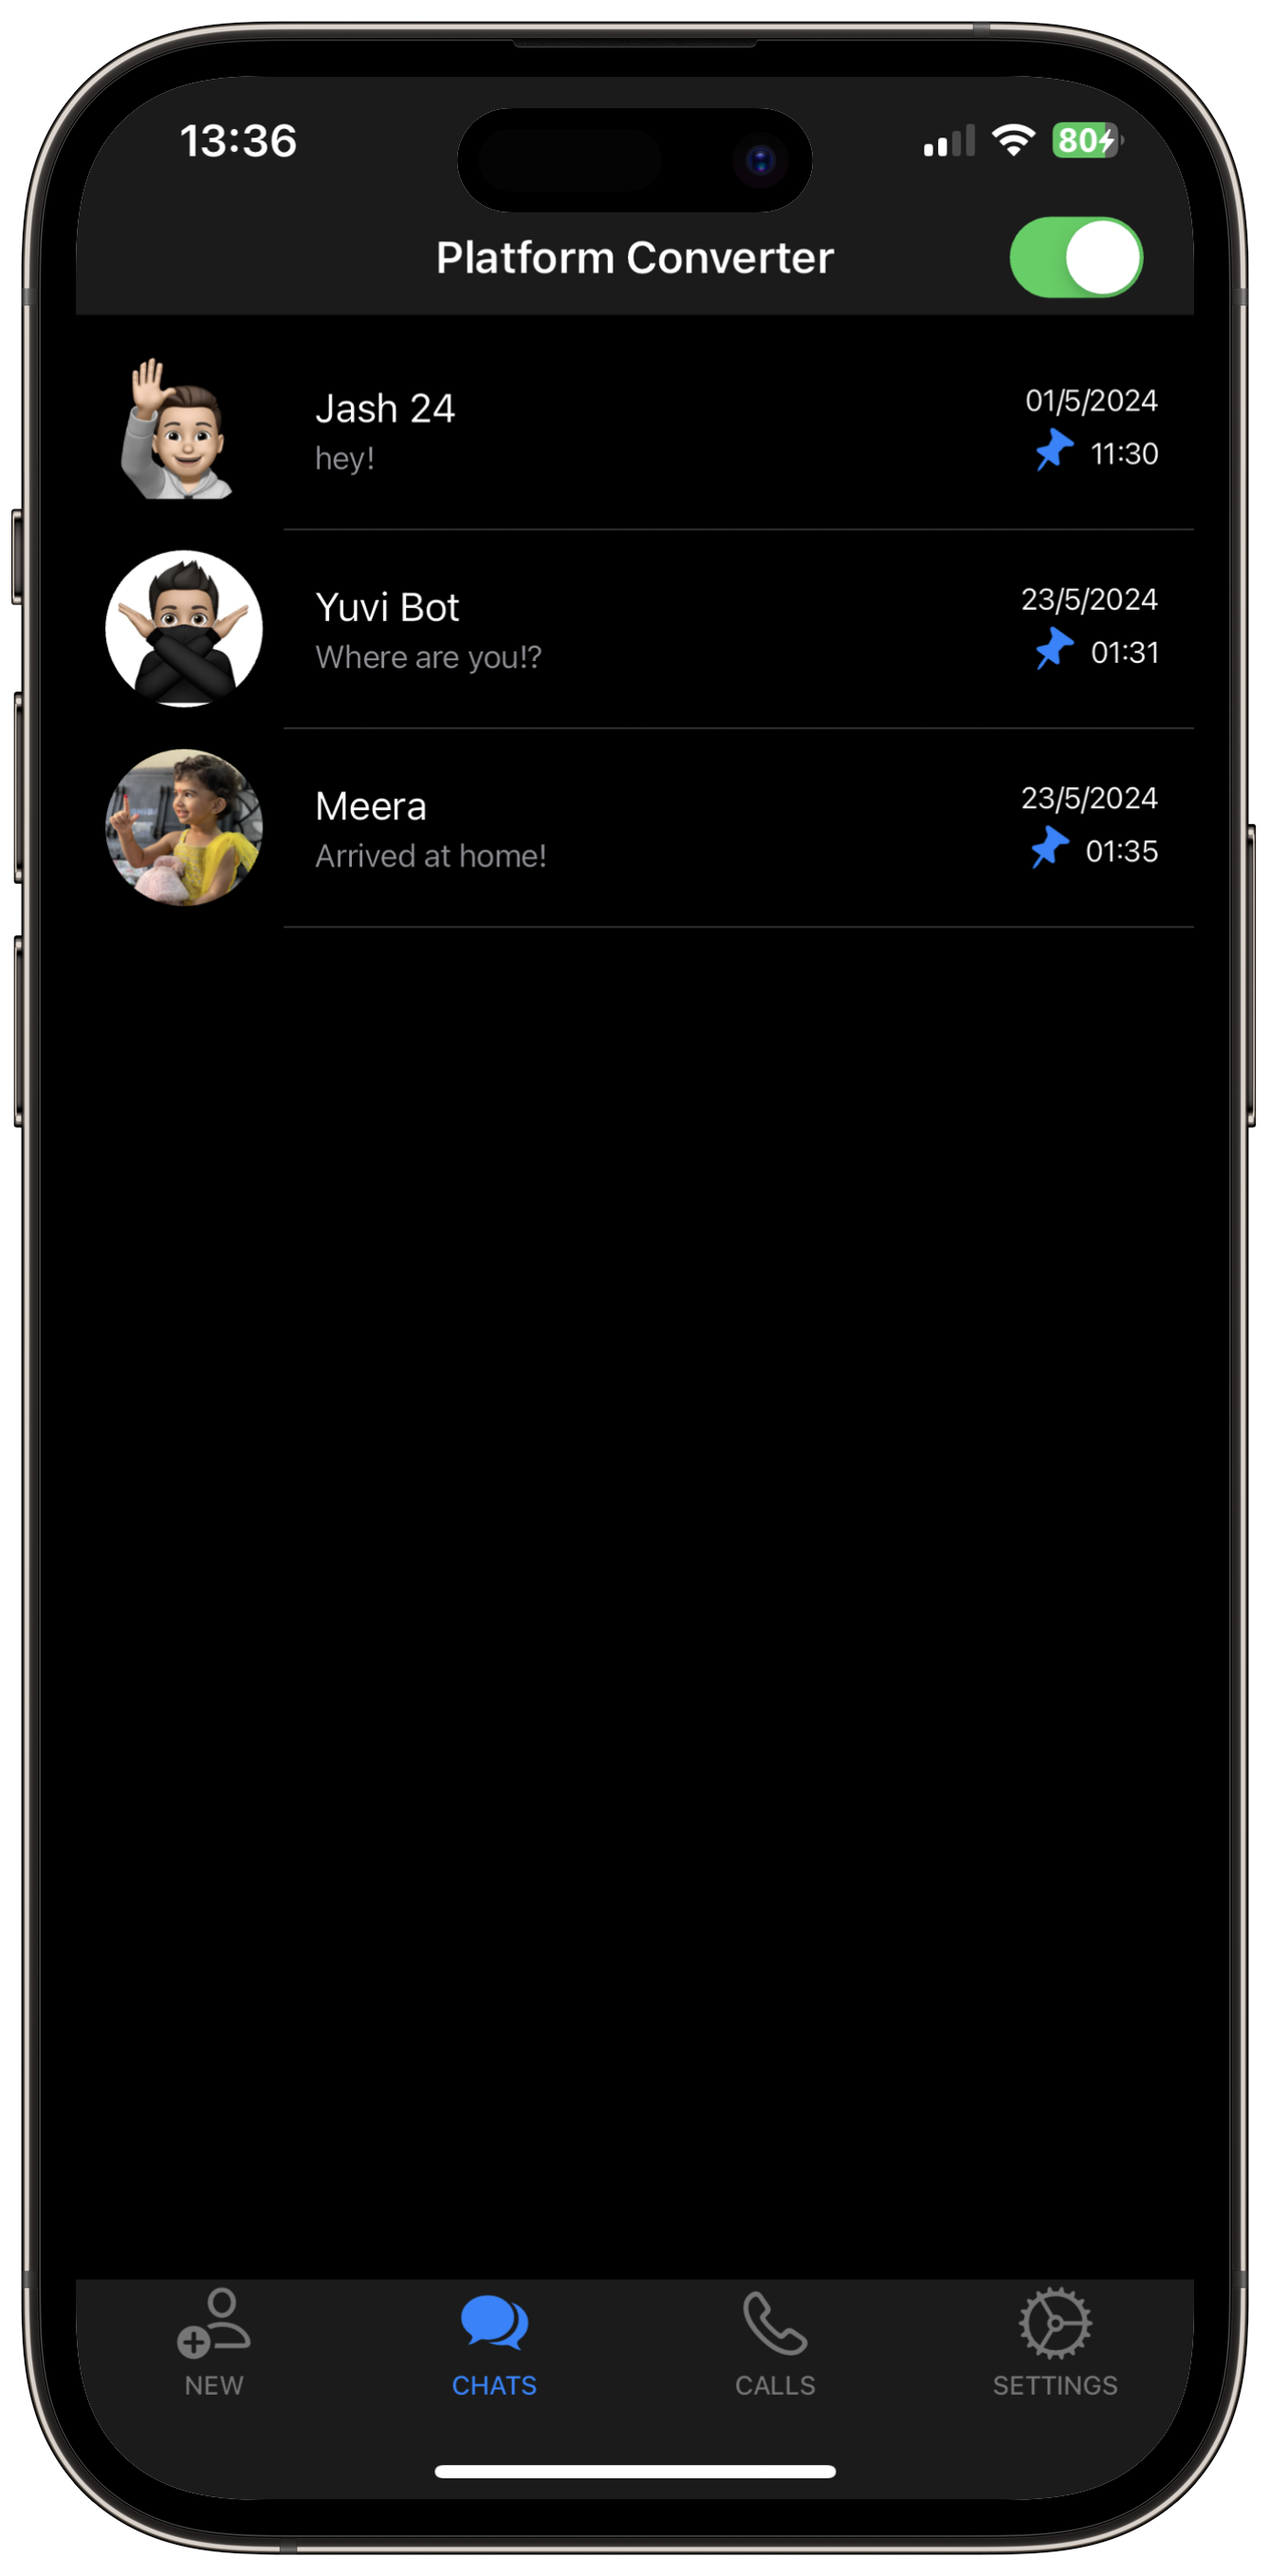 13:36
80
Platform Converter
Jash 24
01/5/2024
hey!
11:30
Yuvi Bot
23/5/2024
Where are you!?
01:31
Meera
23/5/2024
Arrived at home!
01:35
NEW
CHATS
CALLS
SETTINGS